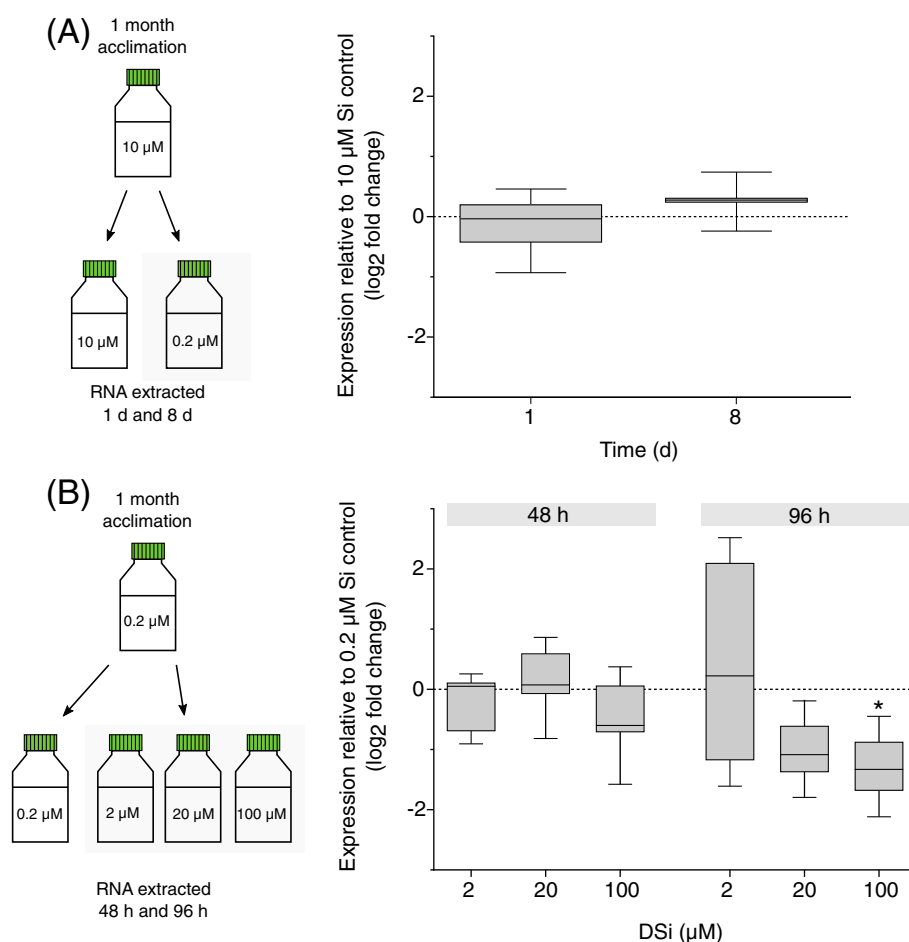 (A)
1 month
acclimation
10 µM
10 µM
0.2 µM
RNA extracted
1 d and 8 d
Expression relative to 10 µM Si control
(log2 fold change)
2
0
-2
1
8
Time (d)
(B)
1 month
acclimation
0.2 µM
0.2 µM
2 µM
20 µM
100 µM
RNA extracted
48 h and 96 h
Expression relative to 0.2 µM Si control
(log2 fold change)
48 h
96 h
2
0
-2
*
2
20
100
2
20
100
DSi (µM)